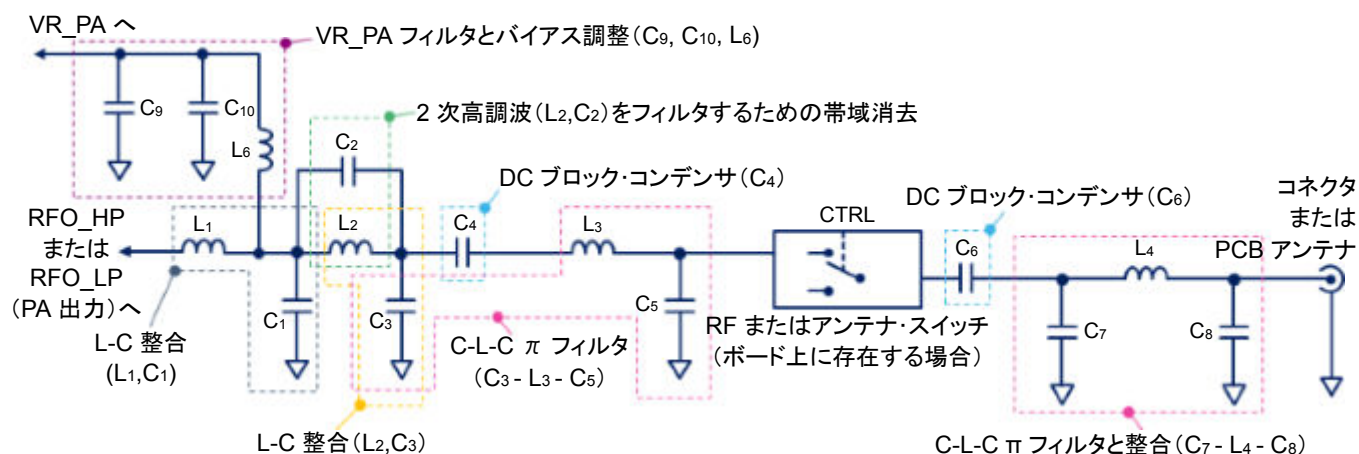 VR_PA へ
VR_PA フィルタとバイアス調整(C9, C10, L6)
C9
C10
L6
2 次高調波(L2,C2)をフィルタするための帯域消去
C2
DC ブロック・コンデンサ(C4)
DC ブロック・コンデンサ(C6)
コネクタ
または
PCB アンテナ
RFO_HP
または
RFO_LP
(PA 出力)へ
L1
L2
C4
L3
CTRL
C6
L4
C1
C3
C5
C7
C8
RF またはアンテナ・スイッチ
(ボード上に存在する場合)
L-C 整合
(L1,C1)
C-L-C π フィルタ
(C3 - L3 - C5)
L-C 整合(L2,C3)
C-L-C π フィルタと整合(C7 - L4 - C8)